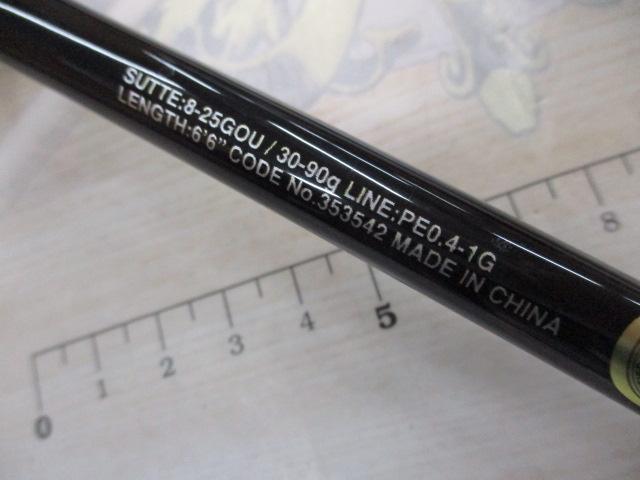 SUTTE:8-25GOU / 30-90g LINE:PE0.4-1G
LENGTH:6'6" CODE No.353542 MADE IN CHINA
0 1 2 3 4 5 8